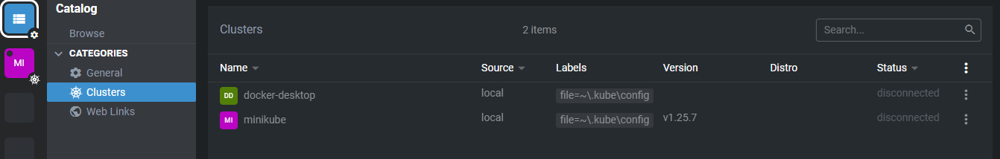 Catalog
Browse
CATEGORIES
General
Clusters
Web Links
MI
Clusters 2 items Search...
Name Source Labels Version Distro Status
DD docker-desktop local file=~\.kube\config disconnected
MI minikube local file=~\.kube\config v1.25.7 disconnected